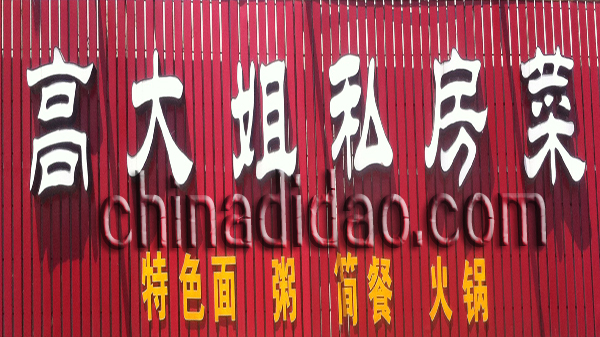 高大姐私房菜
chinadidao.com
特色面 粥 简餐 火锅